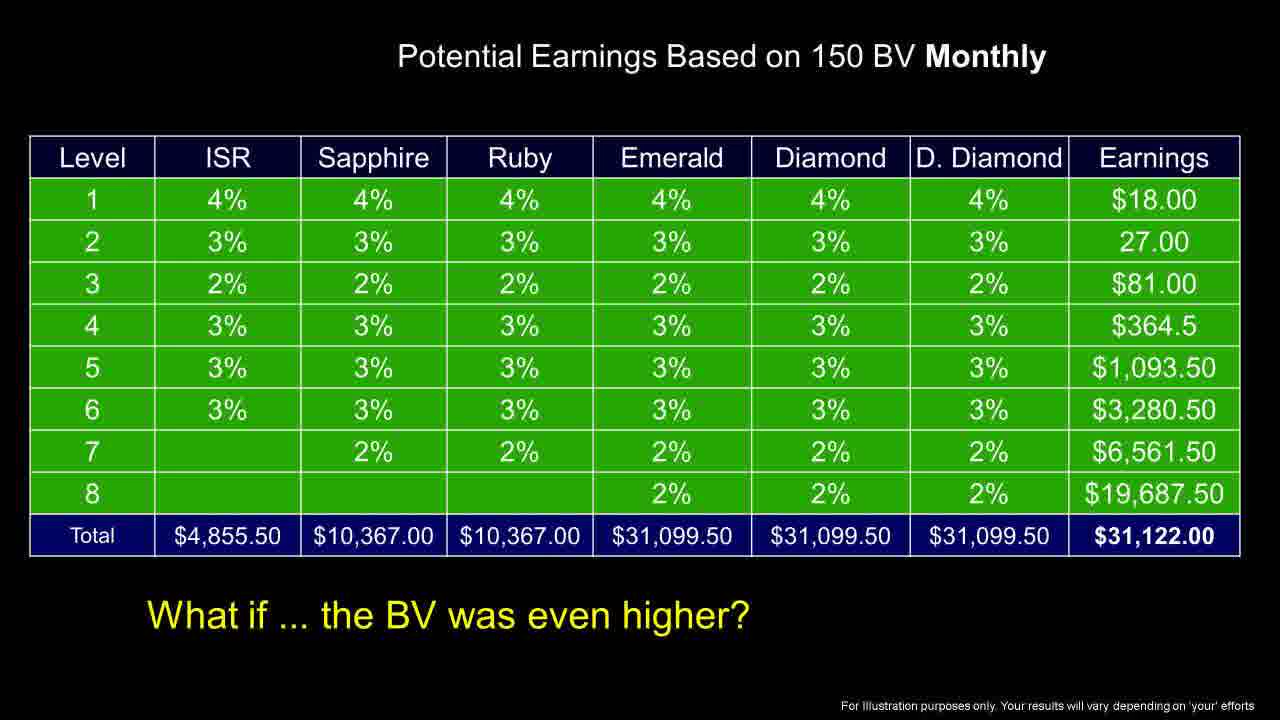 Potential Earnings Based on 150 BV Monthly
Level ISR Sapphire Ruby Emerald Diamond D. Diamond Earnings
1 4% 4% 4% 4% 4% 4% $18.00
2 3% 3% 3% 3% 3% 3% 27.00
3 2% 2% 2% 2% 2% 2% $81.00
4 3% 3% 3% 3% 3% 3% $364.5
5 3% 3% 3% 3% 3% 3% $1,093.50
6 3% 3% 3% 3% 3% 3% $3,280.50
7 2% 2% 2% 2% 2% $6,561.50
8 2% 2% 2% $19,687.50
Total $4,855.50 $10,367.00 $10,367.00 $31,099.50 $31,099.50 $31,099.50 $31,122.00
What if ... the BV was even higher?
For Illustration purposes only. Your results will vary depending on 'your' efforts